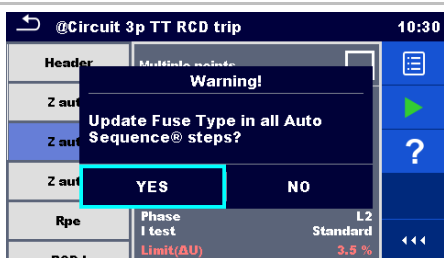 @Circuit 3p TT RCD trip 10:30
Header
Multiple points
Warning!
Z aut
Update Fuse Type in all Auto
Z aut
Sequence® steps?
?
Z aut
YES NO
Rpe
Phase L2
I test Standard
Limit(ΔU) 3.5 %